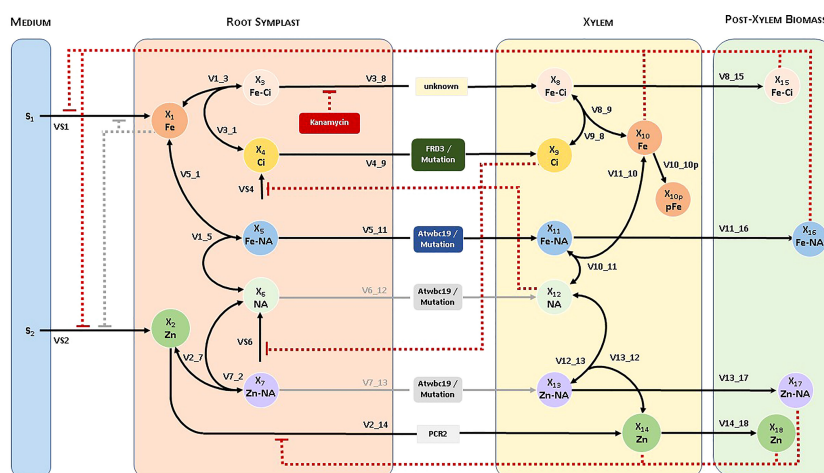 MEDIUM
ROOT SYMPLAST
XYLEM
POST-XYLEM BIOMASS
V1_3
X3
Fe-Ci
V3_8
unknown
X8
Fe-Ci
V8_15
X15
Fe-Ci
S1
VS1
X1
Fe
Kanamycin
V3_1
V8_9
V9_8
X10
Fe
X4
Ci
FRD3 /
Mutation
V4_9
X9
Ci
V10_10p
V11_10
V5_1
VS4
X10p
pFe
X5
Fe-NA
V5_11
Atwbc19 /
Mutation
X11
Fe-NA
V11_16
X16
Fe-NA
V1_5
V10_11
X6
NA
V6_12
Atwbc19 /
Mutation
X12
NA
S2
VS2
X2
Zn
VS6
V2_7
V12_13
V13_12
V7_2
X7
Zn-NA
V7_13
Atwbc19 /
Mutation
X13
Zn-NA
V13_17
X17
Zn-NA
V2_14
PCR2
X14
Zn
V14_18
X18
Zn